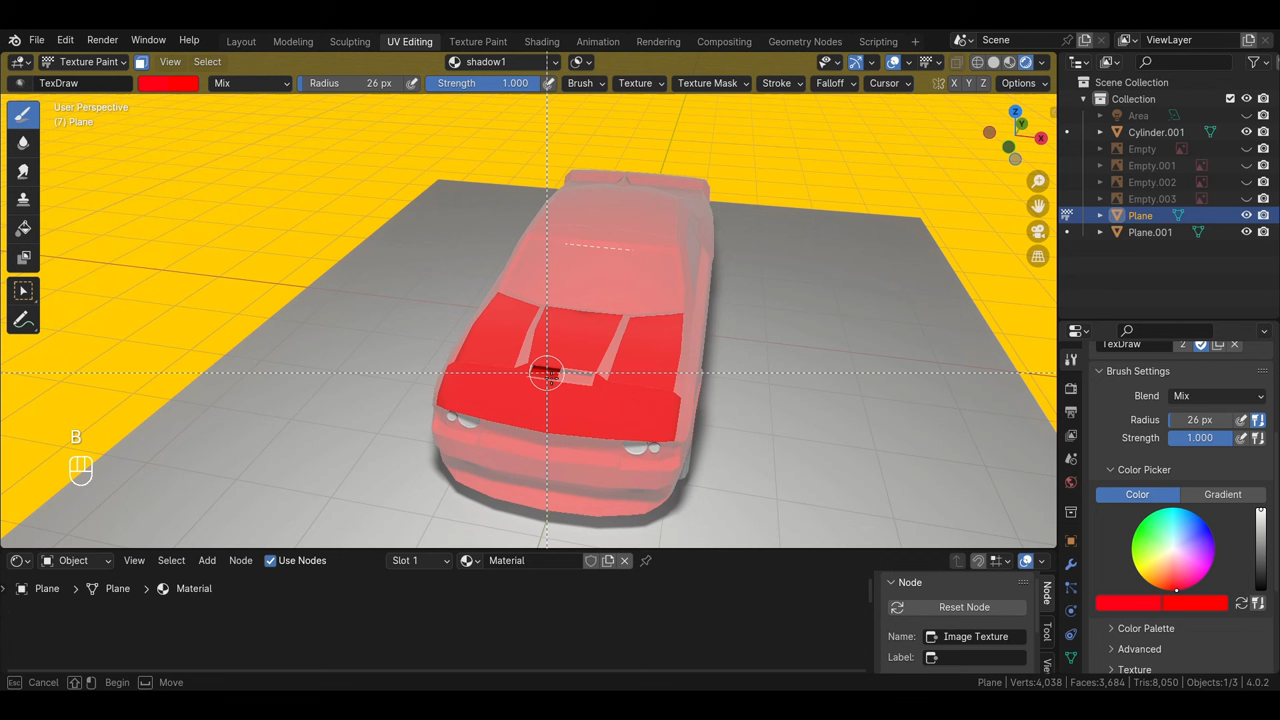 File Edit Render Window Help Layout Modeling Sculpting UV Editing Texture Paint Shading Animation Rendering Compositing Geometry Nodes Scripting + Scene ViewLayer
Texture Paint View Select shadow1
TexDraw Mix Radius 26 px Strength 1.000 Brush Texture Texture Mask Stroke Falloff Cursor X Y Z Options
User Perspective
(7) Plane
Z
Y
X
B
Scene Collection
Collection
Area
Cylinder.001
Empty
Empty.001
Empty.002
Empty.003
Plane
Plane.001
TexDraw 2
Brush Settings
Blend Mix
Radius 26 px
Strength 1.000
Color Picker
Color Gradient
Color Palette
Advanced
Texture
Object View Select Add Node Use Nodes Slot 1 Material
Plane > Plane > Material
Node
Reset Node
Name: Image Texture
Label:
Node
Tool
Esc Cancel Begin Move Plane | Verts:4,038 | Faces:3,684 | Tris:8,050 | Objects:1/3 | 4.0.2